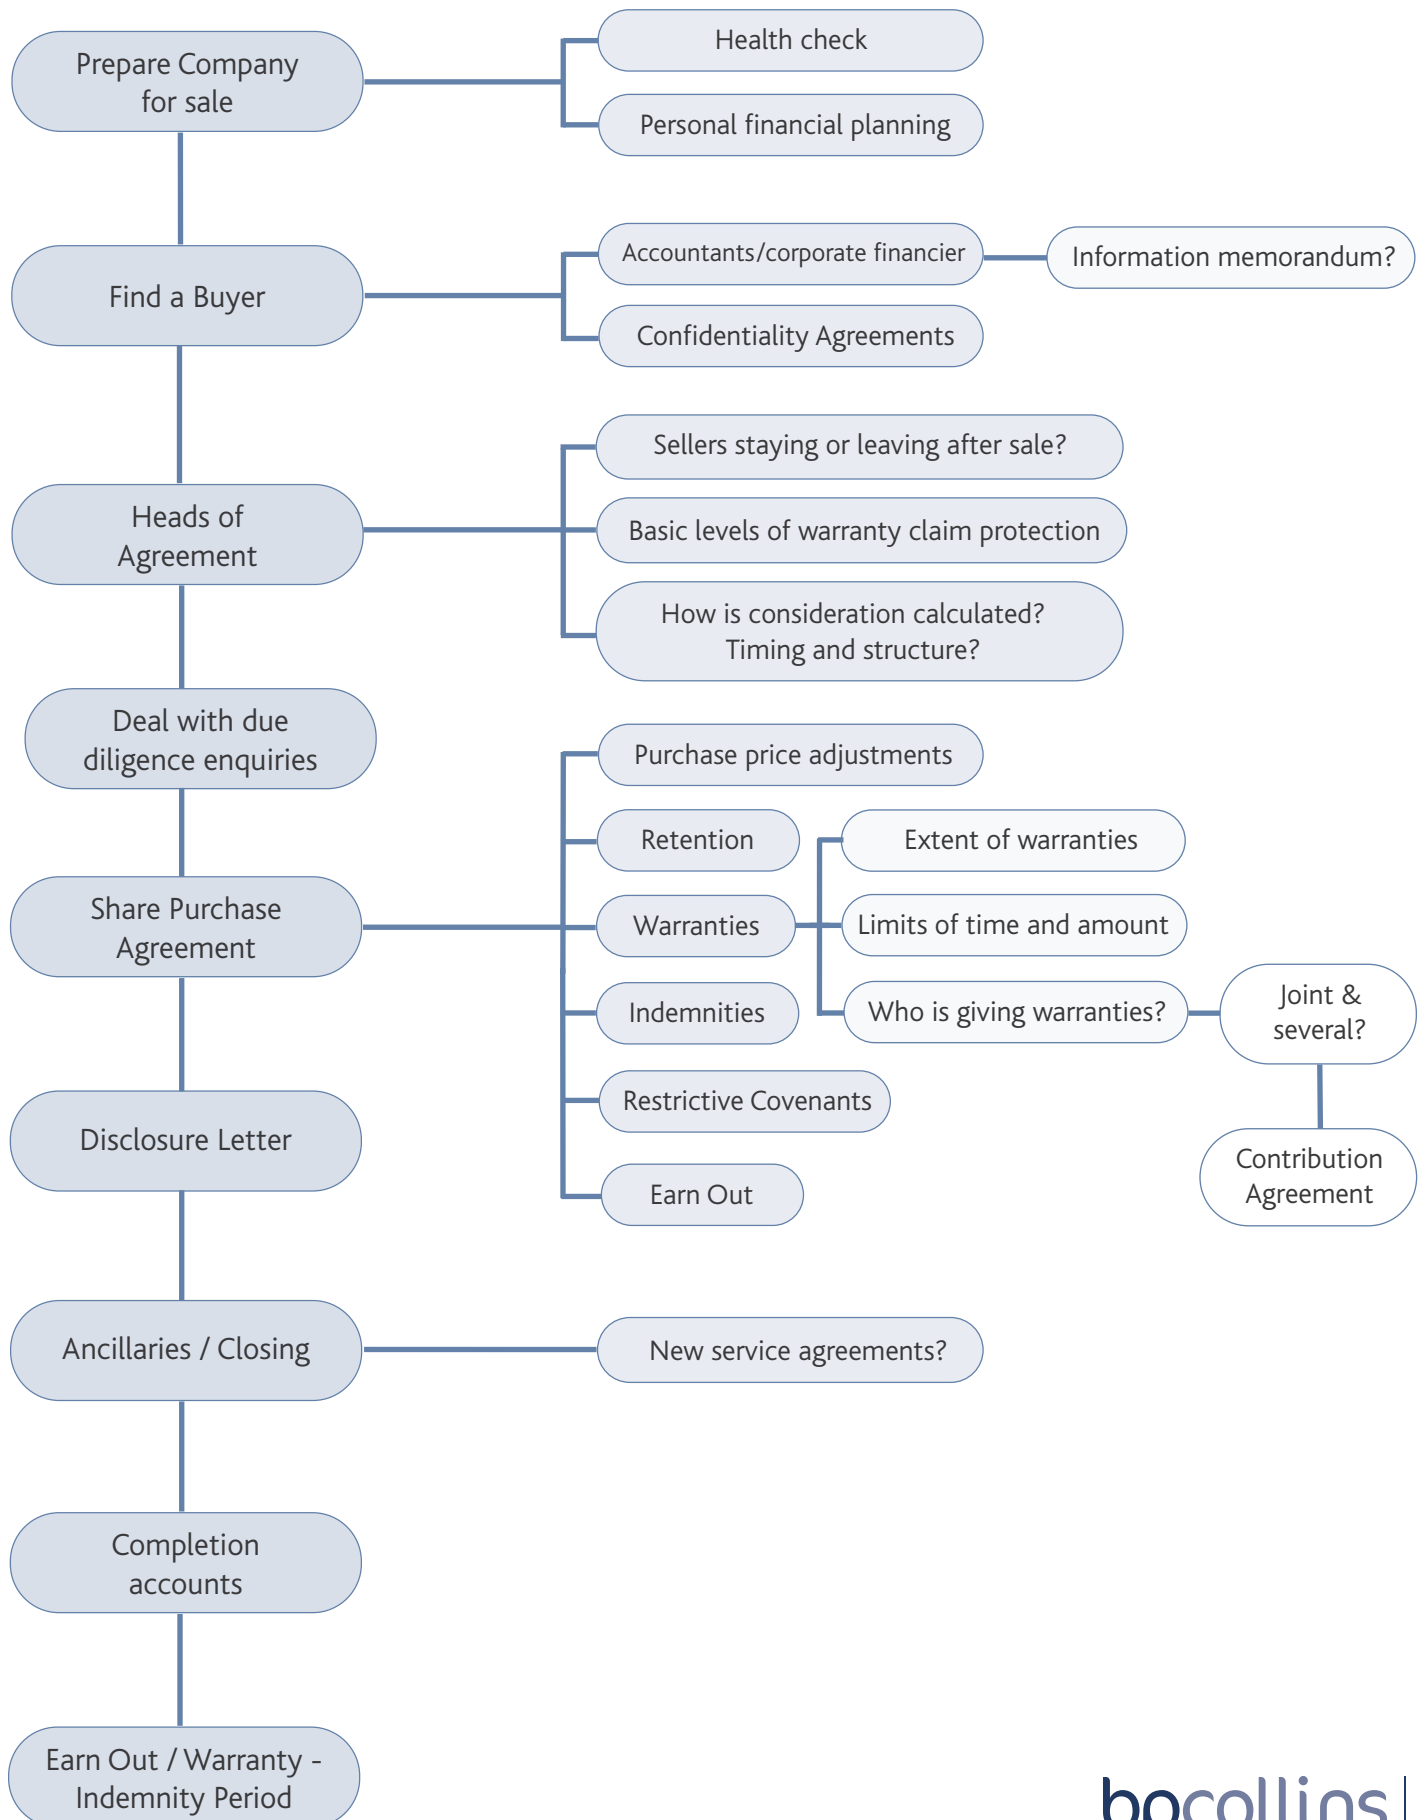 Prepare Company
for sale
Health check
Personal financial planning
Find a Buyer
Accountants/corporate financier
Information memorandum?
Confidentiality Agreements
Heads of
Agreement
Sellers staying or leaving after sale?
Basic levels of warranty claim protection
How is consideration calculated?
Timing and structure?
Deal with due
diligence enquiries
Share Purchase
Agreement
Purchase price adjustments
Retention
Warranties
Extent of warranties
Limits of time and amount
Who is giving warranties?
Joint &
several?
Contribution
Agreement
Indemnities
Restrictive Covenants
Earn Out
Disclosure Letter
Ancillaries / Closing
New service agreements?
Completion
accounts
Earn Out / Warranty -
Indemnity Period